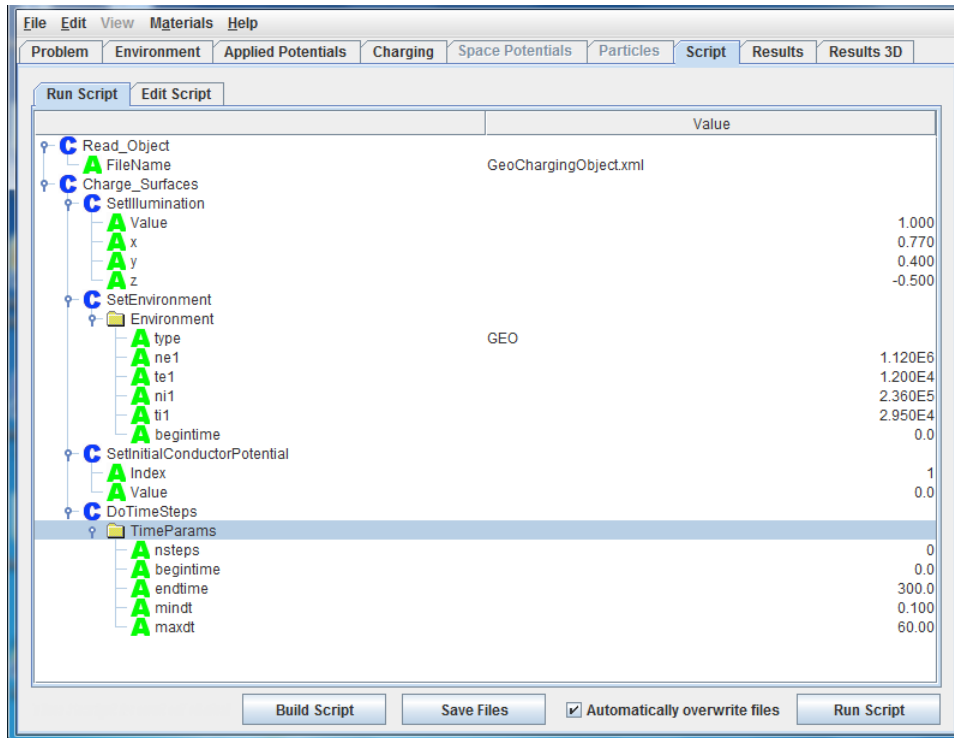 File Edit View Materials Help
Problem Environment Applied Potentials Charging Space Potentials Particles Script Results Results 3D
Run Script Edit Script
Value
C Read_Object
A FileName GeoChargingObject.xml
C Charge_Surfaces
C SetIllumination
A Value 1.000
A x 0.770
A y 0.400
A z -0.500
C SetEnvironment
Environment
A type GEO
A ne1 1.120E6
A te1 1.200E4
A ni1 2.360E5
A ti1 2.950E4
A begintime 0.0
C SetInitialConductorPotential
A Index 1
A Value 0.0
C DoTimeSteps
TimeParams
A nsteps 0
A begintime 0.0
A endtime 300.0
A mindt 0.100
A maxdt 60.00
Build Script Save Files Automatically overwrite files Run Script